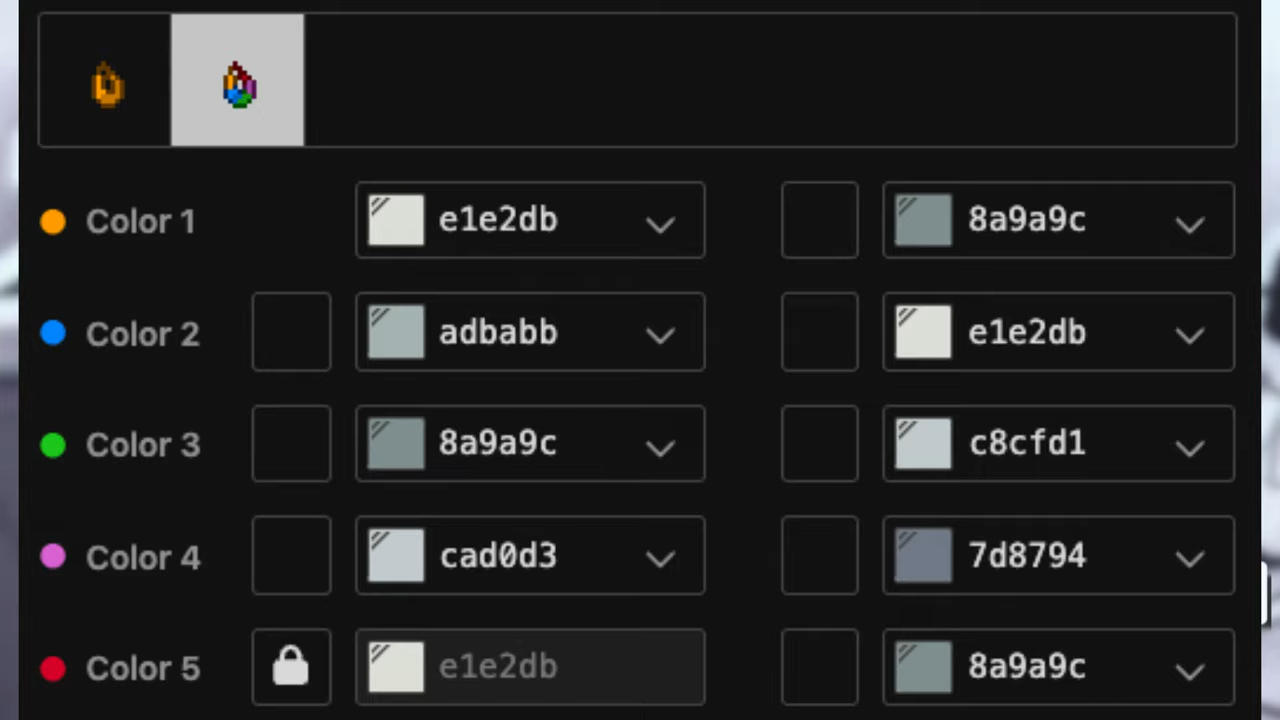 Color 1 e1e2db 8a9a9c
Color 2 adbabb e1e2db
Color 3 8a9a9c c8cfd1
Color 4 cad0d3 7d8794
Color 5 e1e2db 8a9a9c